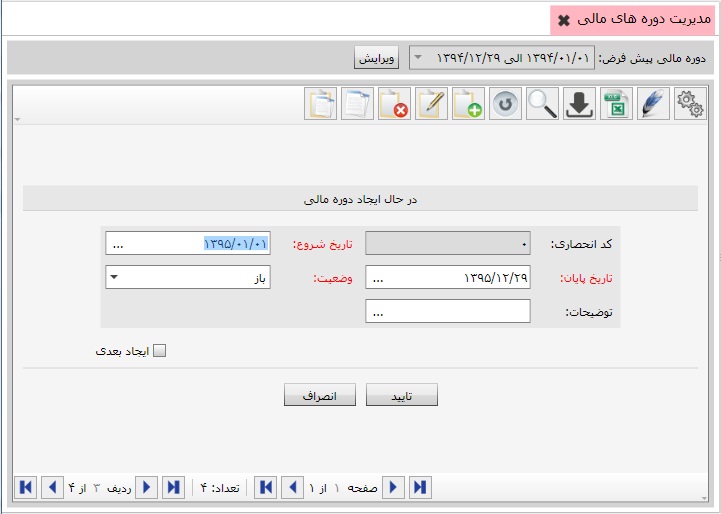 مدیریت دوره های مالی
دوره مالی پیش فرض: ۱۳۹۴/۰۱/۰۱ الی ۱۳۹۴/۱۲/۲۹ ویرایش
در حال ایجاد دوره مالی
کد انحصاری: ۰ تاریخ شروع: ۱۳۹۵/۰۱/۰۱ ...
تاریخ پایان: ۱۳۹۵/۱۲/۲۹ ... وضعیت: باز
توضیحات: ...
ایجاد بعدی
تایید انصراف
صفحه ۱ از ۱ تعداد: ۴ ردیف ۳ از ۴